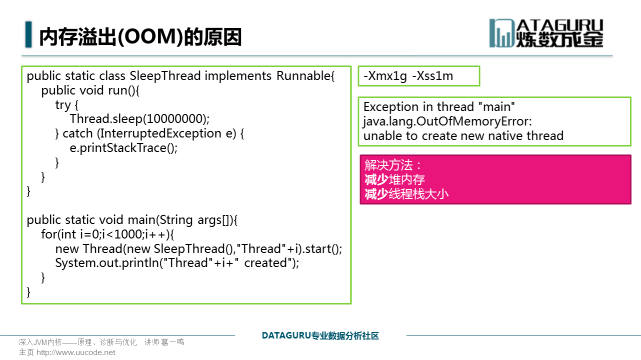 内存溢出(OOM)的原因
DATAGURU
炼数成金
public static class SleepThread implements Runnable{
public void run(){
try {
Thread.sleep(10000000);
} catch (InterruptedException e) {
e.printStackTrace();
}
}
}
public static void main(String args[]){
for(int i=0;i<1000;i++){
new Thread(new SleepThread(),"Thread"+i).start();
System.out.println("Thread"+i+" created");
}
}
-Xmx1g -Xss1m
Exception in thread "main"
java.lang.OutOfMemoryError:
unable to create new native thread
解决方法：
减少堆内存
减少线程栈大小
DATAGURU专业数据分析社区
深入JVM内核——原理、诊断与优化 讲师 葛一鸣
主页 http://www.uucode.net